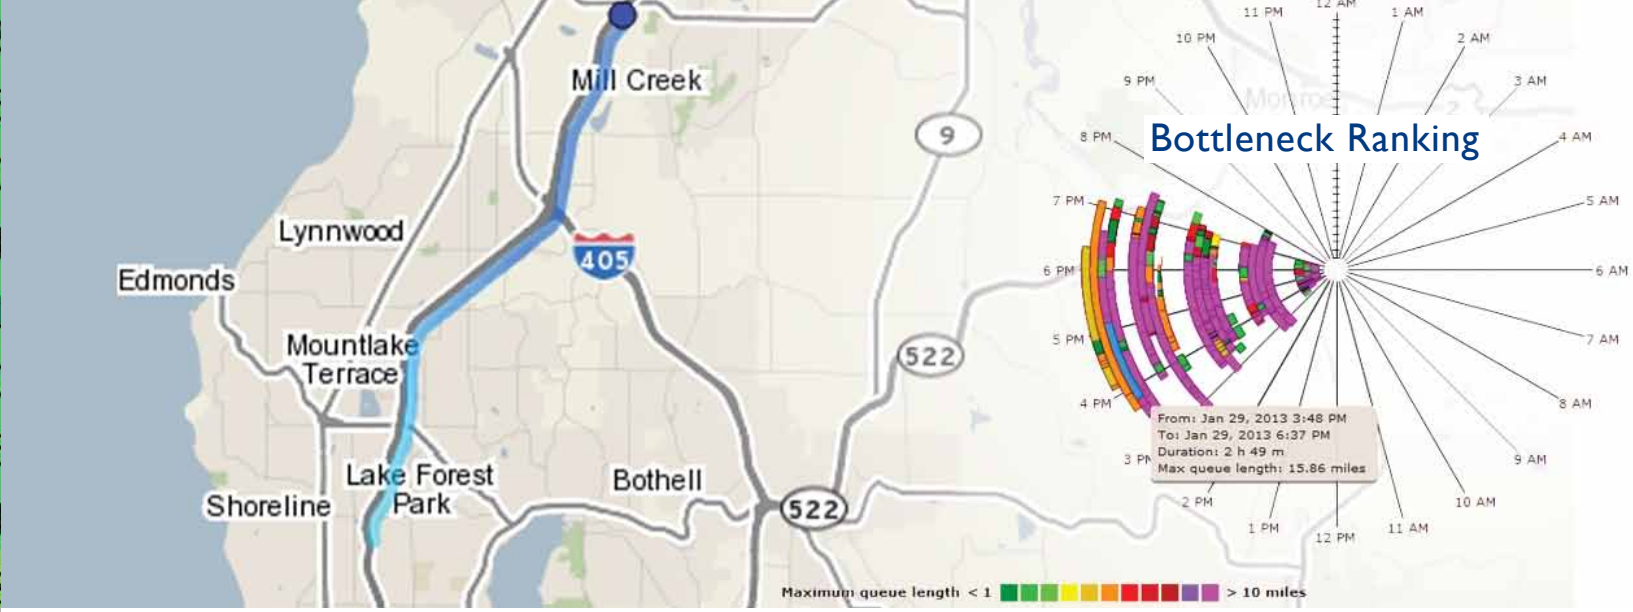 Mill Creek
9
Lynnwood
405
Edmonds
Mountlake
Terrace
522
Lake Forest
Park
Shoreline
Bothell
522
Monroe
2
Bottleneck Ranking
12 AM
11 PM
1 AM
10 PM
2 AM
9 PM
3 AM
8 PM
4 AM
7 PM
5 AM
6 PM
6 AM
5 PM
7 AM
4 PM
8 AM
From: Jan 29, 2013 3:48 PM
To: Jan 29, 2013 6:37 PM
Duration: 2 h 49 m
Max queue length: 15.86 miles
3 PM
9 AM
2 PM
10 AM
1 PM
11 AM
12 PM
Maximum queue length < 1 > 10 miles